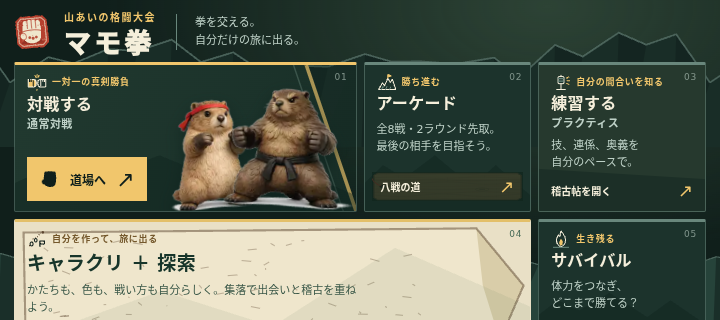 山あいの格闘大会
マモ拳
拳を交える。
自分だけの旅に出る。
一対一の真剣勝負
01
対戦する
通常対戦
道場へ ↗
勝ち進む
02
アーケード
全8戦・2ラウンド先取。
最後の相手を目指そう。
八戦の道 ↗
自分の間合いを知る
03
練習する
プラクティス
技、連係、奥義を
自分のペースで。
稽古帖を開く ↗
自分を作って、旅に出る
04
キャラクリ ＋ 探索
かたちも、色も、戦い方も自分らしく。集落で出会いと稽古を重ね
よう。
生き残る
05
サバイバル
体力をつなぎ、
どこまで勝てる？